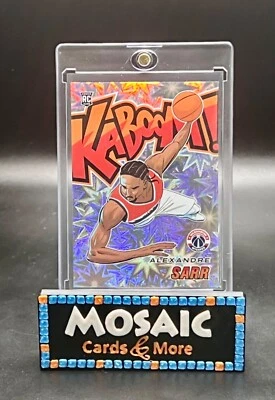 RC
KABOOM!
ALEXANDRE
SARR
MOSAIC
Cards & More